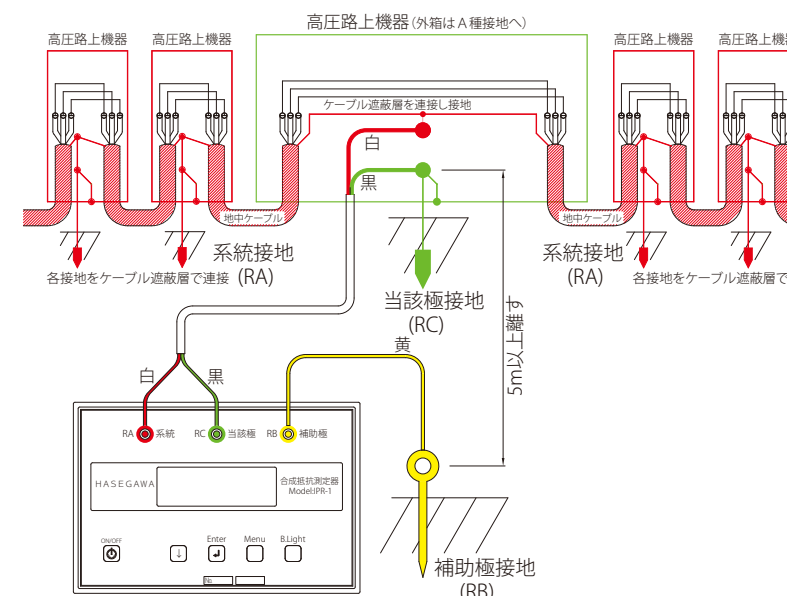 高圧路上機器(外箱はA種接地へ)
高圧路上機器
高圧路上機器
高圧路上機器
高圧路上機
ケーブル遮蔽層を連接し接地
白
黒
地中ケーブル
地中ケーブル
系統接地
(RA)
系統接地
(RA)
各接地をケーブル遮蔽層で連接
各接地をケーブル遮蔽層で
当該極接地
(RC)
5m以上離す
黄
白
黒
RA 系統
RC 当該極
RB 補助極
HASEGAWA
合成抵抗測定器
Model:IPR-1
ON/OFF
↓
Enter
Menu
B.Light
№
補助極接地
(RB)